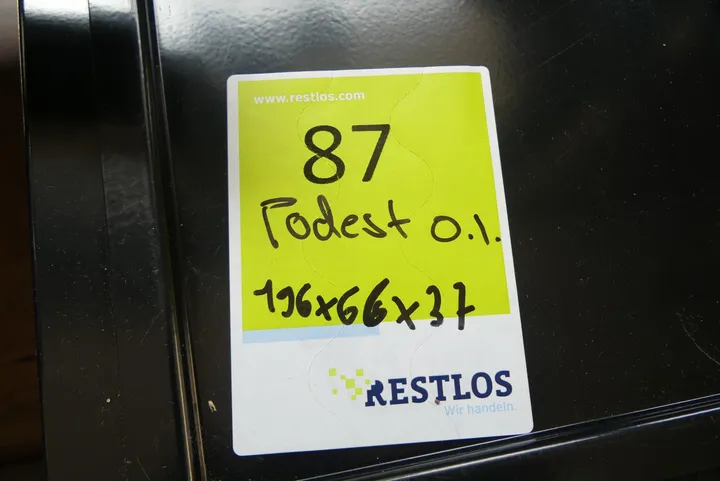 www.restlos.com
87
Podest o.I.
196x66x37
RESTLOS
Wir handeln.